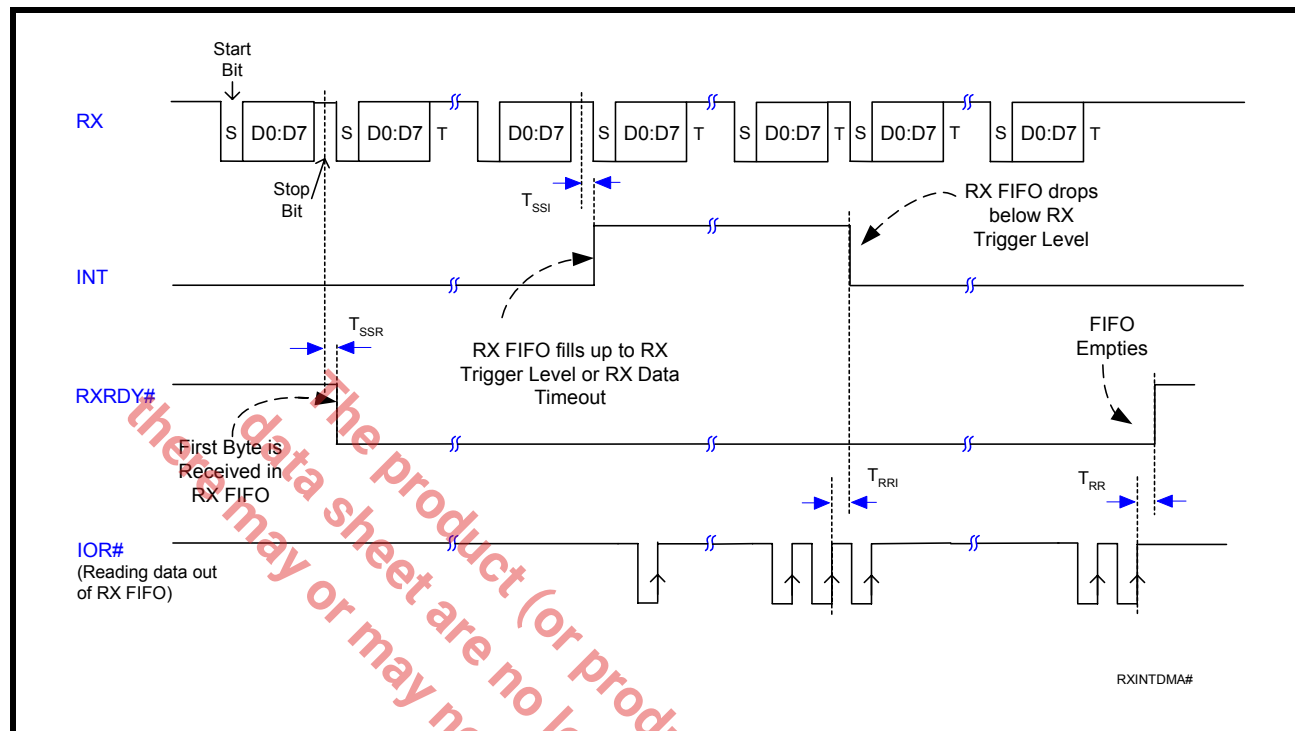 Start
Bit
RX
S D0:D7 S D0:D7 T D0:D7 S D0:D7 T S D0:D7 T S D0:D7 T S D0:D7 T
Stop
Bit
TSSI
RX FIFO drops
below RX
Trigger Level
INT
TSSR
RX FIFO fills up to RX
Trigger Level or RX Data
Timeout
FIFO
Empties
RXRDY#
First Byte is
Received in
RX FIFO
TRRI
TRR
IOR#
(Reading data out
of RX FIFO)
RXINTDMA#
The product (or produ
data sheet are no lo
there may or may no